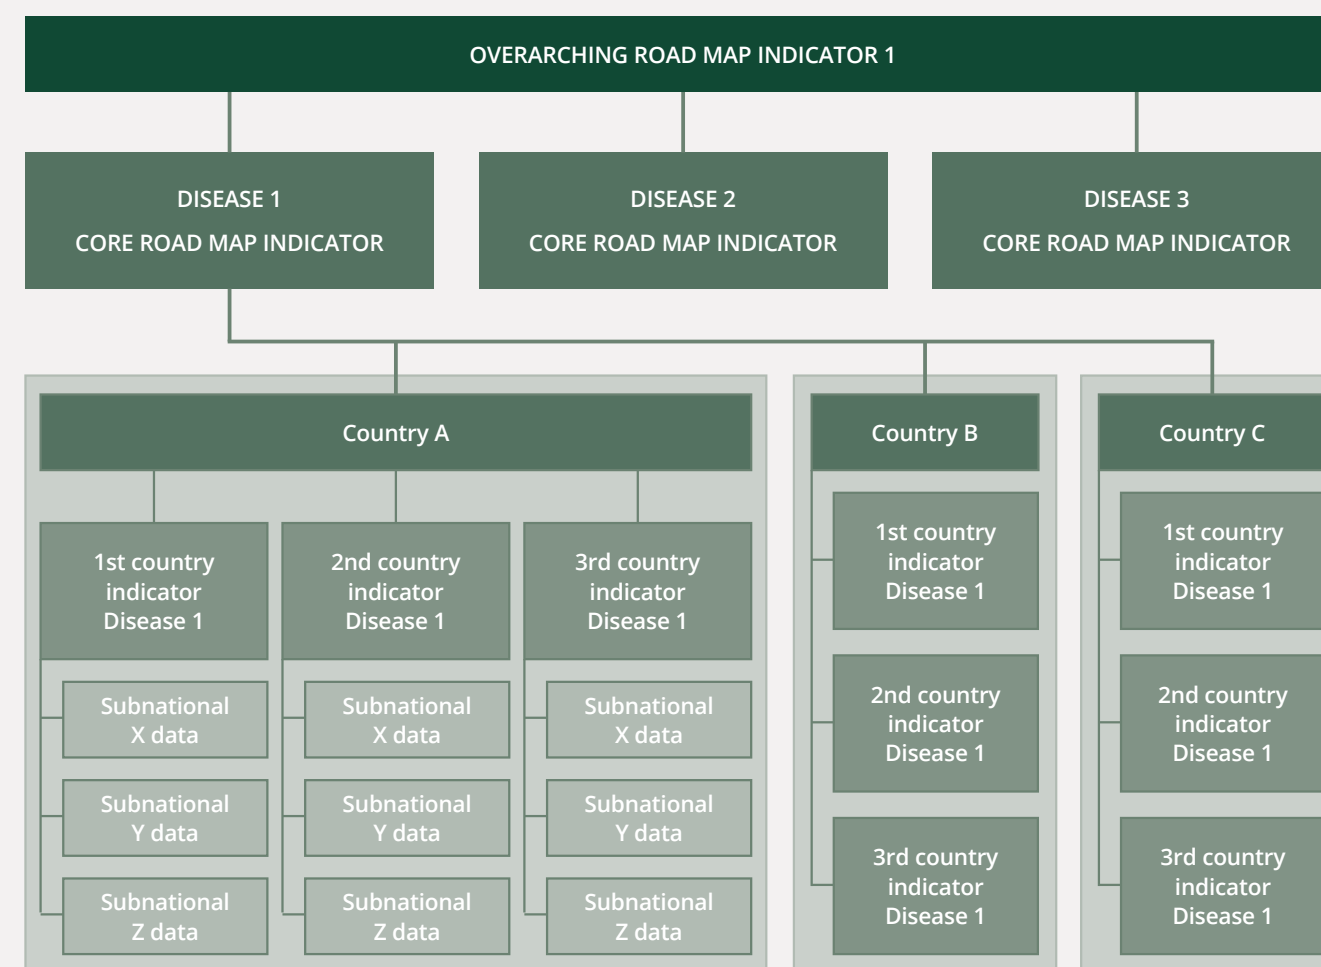 OVERARCHING ROAD MAP INDICATOR 1
DISEASE 1
CORE ROAD MAP INDICATOR
DISEASE 2
CORE ROAD MAP INDICATOR
DISEASE 3
CORE ROAD MAP INDICATOR
Country A
1st country
indicator
Disease 1
Subnational
X data
Subnational
Y data
Subnational
Z data
2nd country
indicator
Disease 1
Subnational
X data
Subnational
Y data
Subnational
Z data
3rd country
indicator
Disease 1
Subnational
X data
Subnational
Y data
Subnational
Z data
Country B
1st country
indicator
Disease 1
2nd country
indicator
Disease 1
3rd country
indicator
Disease 1
Country C
1st country
indicator
Disease 1
2nd country
indicator
Disease 1
3rd country
indicator
Disease 1